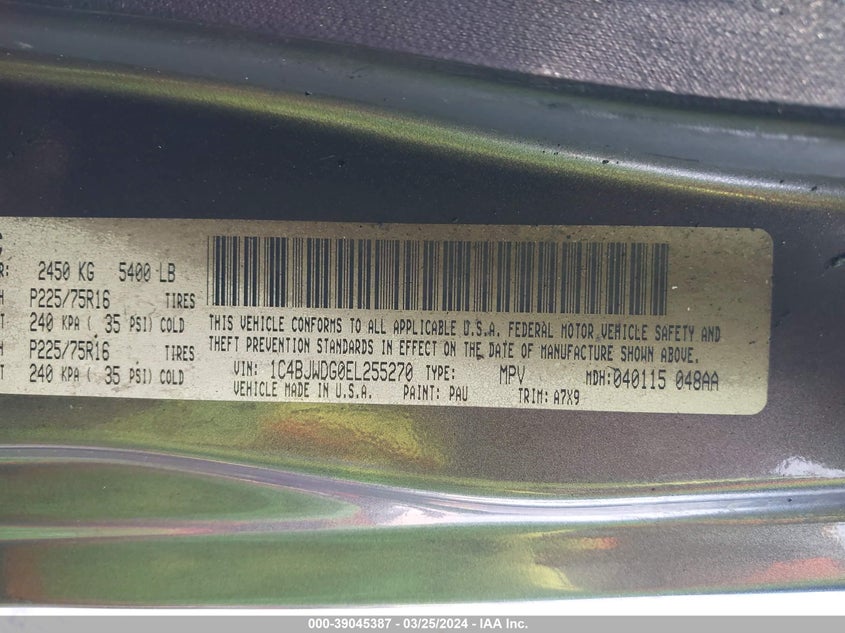 2450 KG 5400 LB
P225/75R16 TIRES
240 KPA ( 35 PSI) COLD
P225/75R16 TIRES
240 KPA ( 35 PSI) COLD
THIS VEHICLE CONFORMS TO ALL APPLICABLE U.S.A. FEDERAL MOTOR VEHICLE SAFETY AND
THEFT PREVENTION STANDARDS IN EFFECT ON THE DATE OF MANUFACTURE SHOWN ABOVE.
VIN: 1C4BJWDG0EL255270 TYPE: MPV MDH: 040115 048AA
VEHICLE MADE IN U.S.A. PAINT: PAU TRIM: A7X9
000-39045387 - 03/25/2024 - IAA Inc.